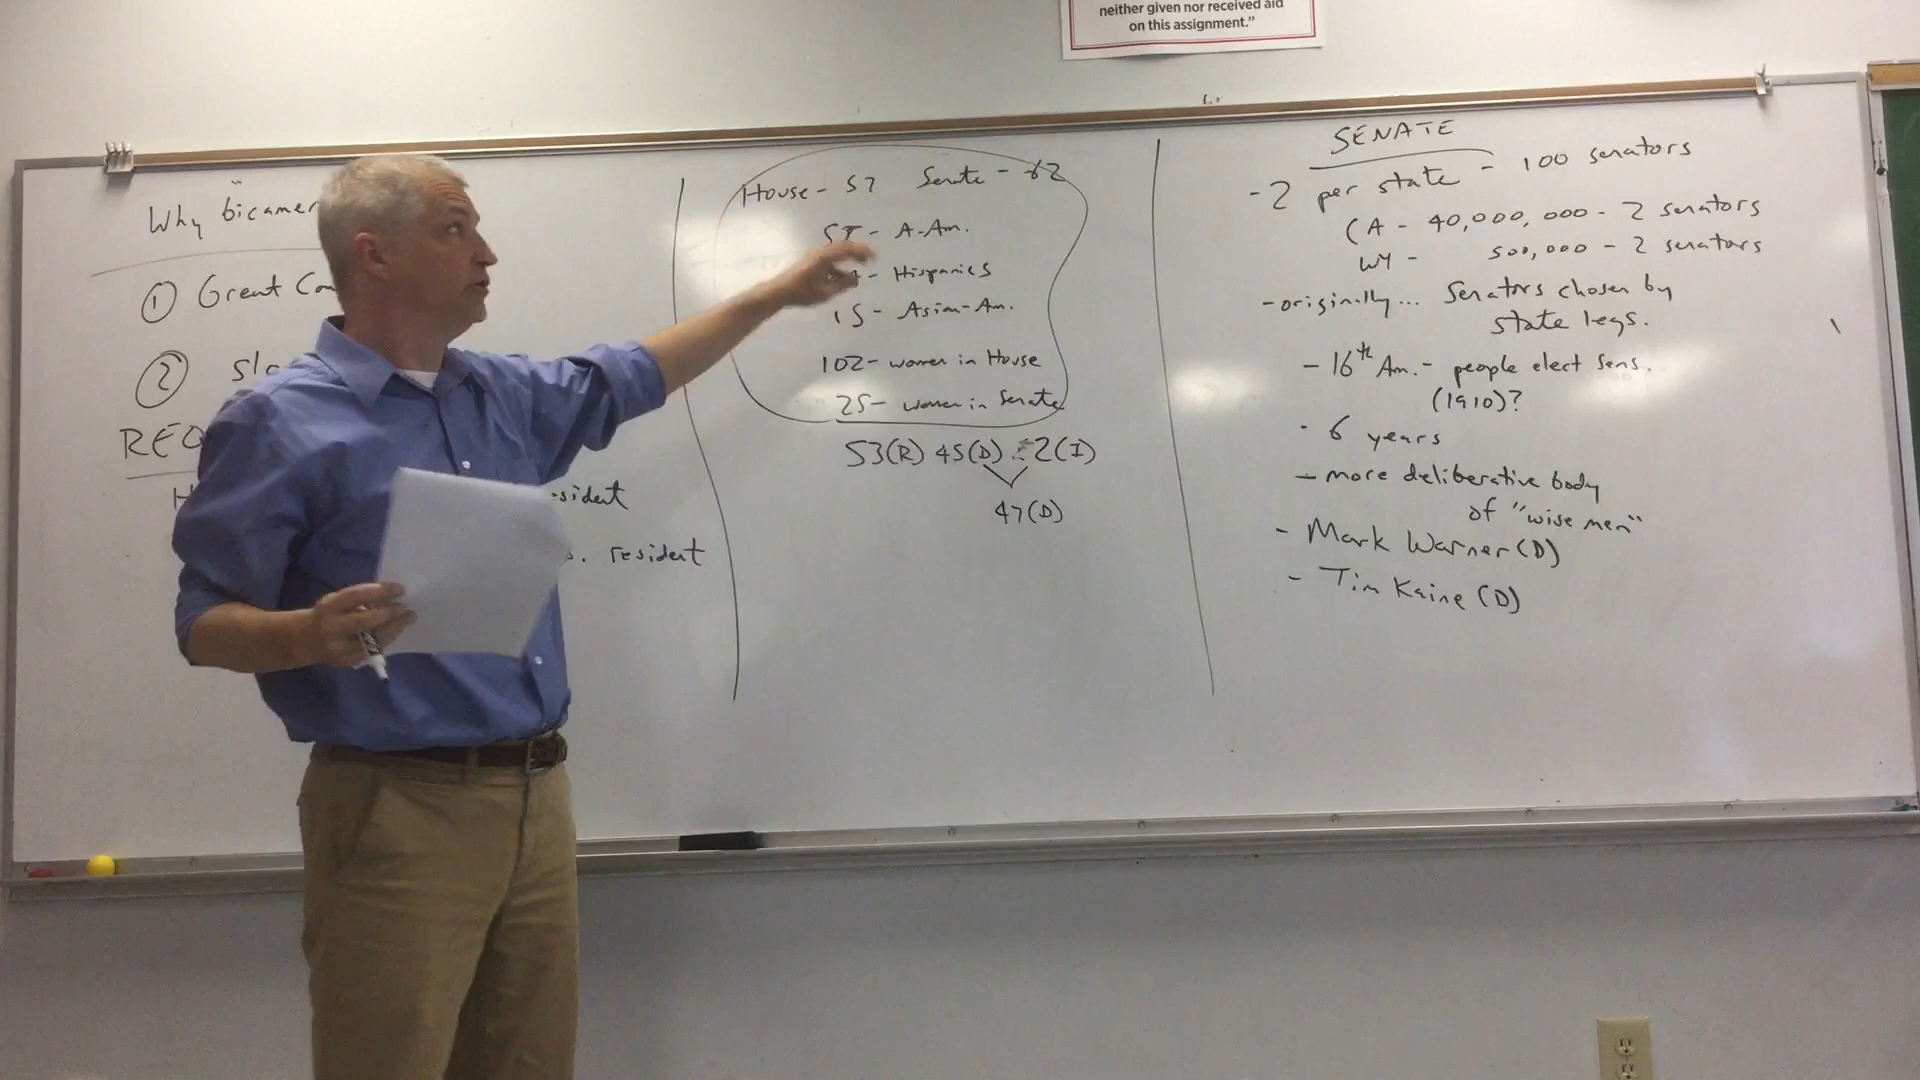 neither given nor received aid
on this assignment.”
Why bicamer
① Great Con
② Slo
REQ
H
sident
s. resident
House - 57 Senate - 62
55 - A-Am.
- Hispanics
15 - Asian-Am.
102 - women in House
25 - women in Senate
53(R) 45(D) 2(I)
47(D)
SENATE
- 2 per state - 100 senators
CA - 40,000,000 - 2 senators
WY - 500,000 - 2 senators
- originally... Senators chosen by
state legs.
- 16th Am. - people elect sens.
(1910)?
- 6 years
- more deliberative body
of "wise men"
- Mark Warner (D)
- Tim Kaine (D)